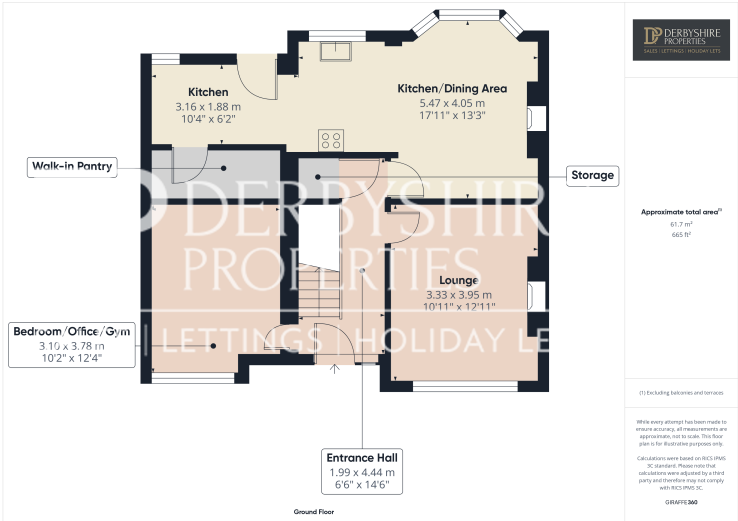 DERBYSHIRE
PROPERTIES
SALES | LETTINGS | HOLIDAY LETS
Kitchen
3.16 x 1.88 m
10'4" x 6'2"
Kitchen/Dining Area
5.47 x 4.05 m
17'11" x 13'3"
Walk-in Pantry
Storage
DERBYSHIRE
PROPERTIES
LETTINGS | HOLIDAY LE
Lounge
3.33 x 3.95 m
10'11" x 12'11"
Bedroom/Office/Gym
3.10 x 3.78 m
10'2" x 12'4"
Entrance Hall
1.99 x 4.44 m
6'6" x 14'6"
Ground Floor
Approximate total area(1)
61.7 m²
665 ft²
(1) Excluding balconies and terraces
While every attempt has been made to
ensure accuracy, all measurements are
approximate, not to scale. This floor
plan is for illustrative purposes only.
Calculations were based on RICS IPMS
3C standard. Please note that
calculations were adjusted by a third
party and therefore may not comply
with RICS IPMS 3C.
GIRAFFE360